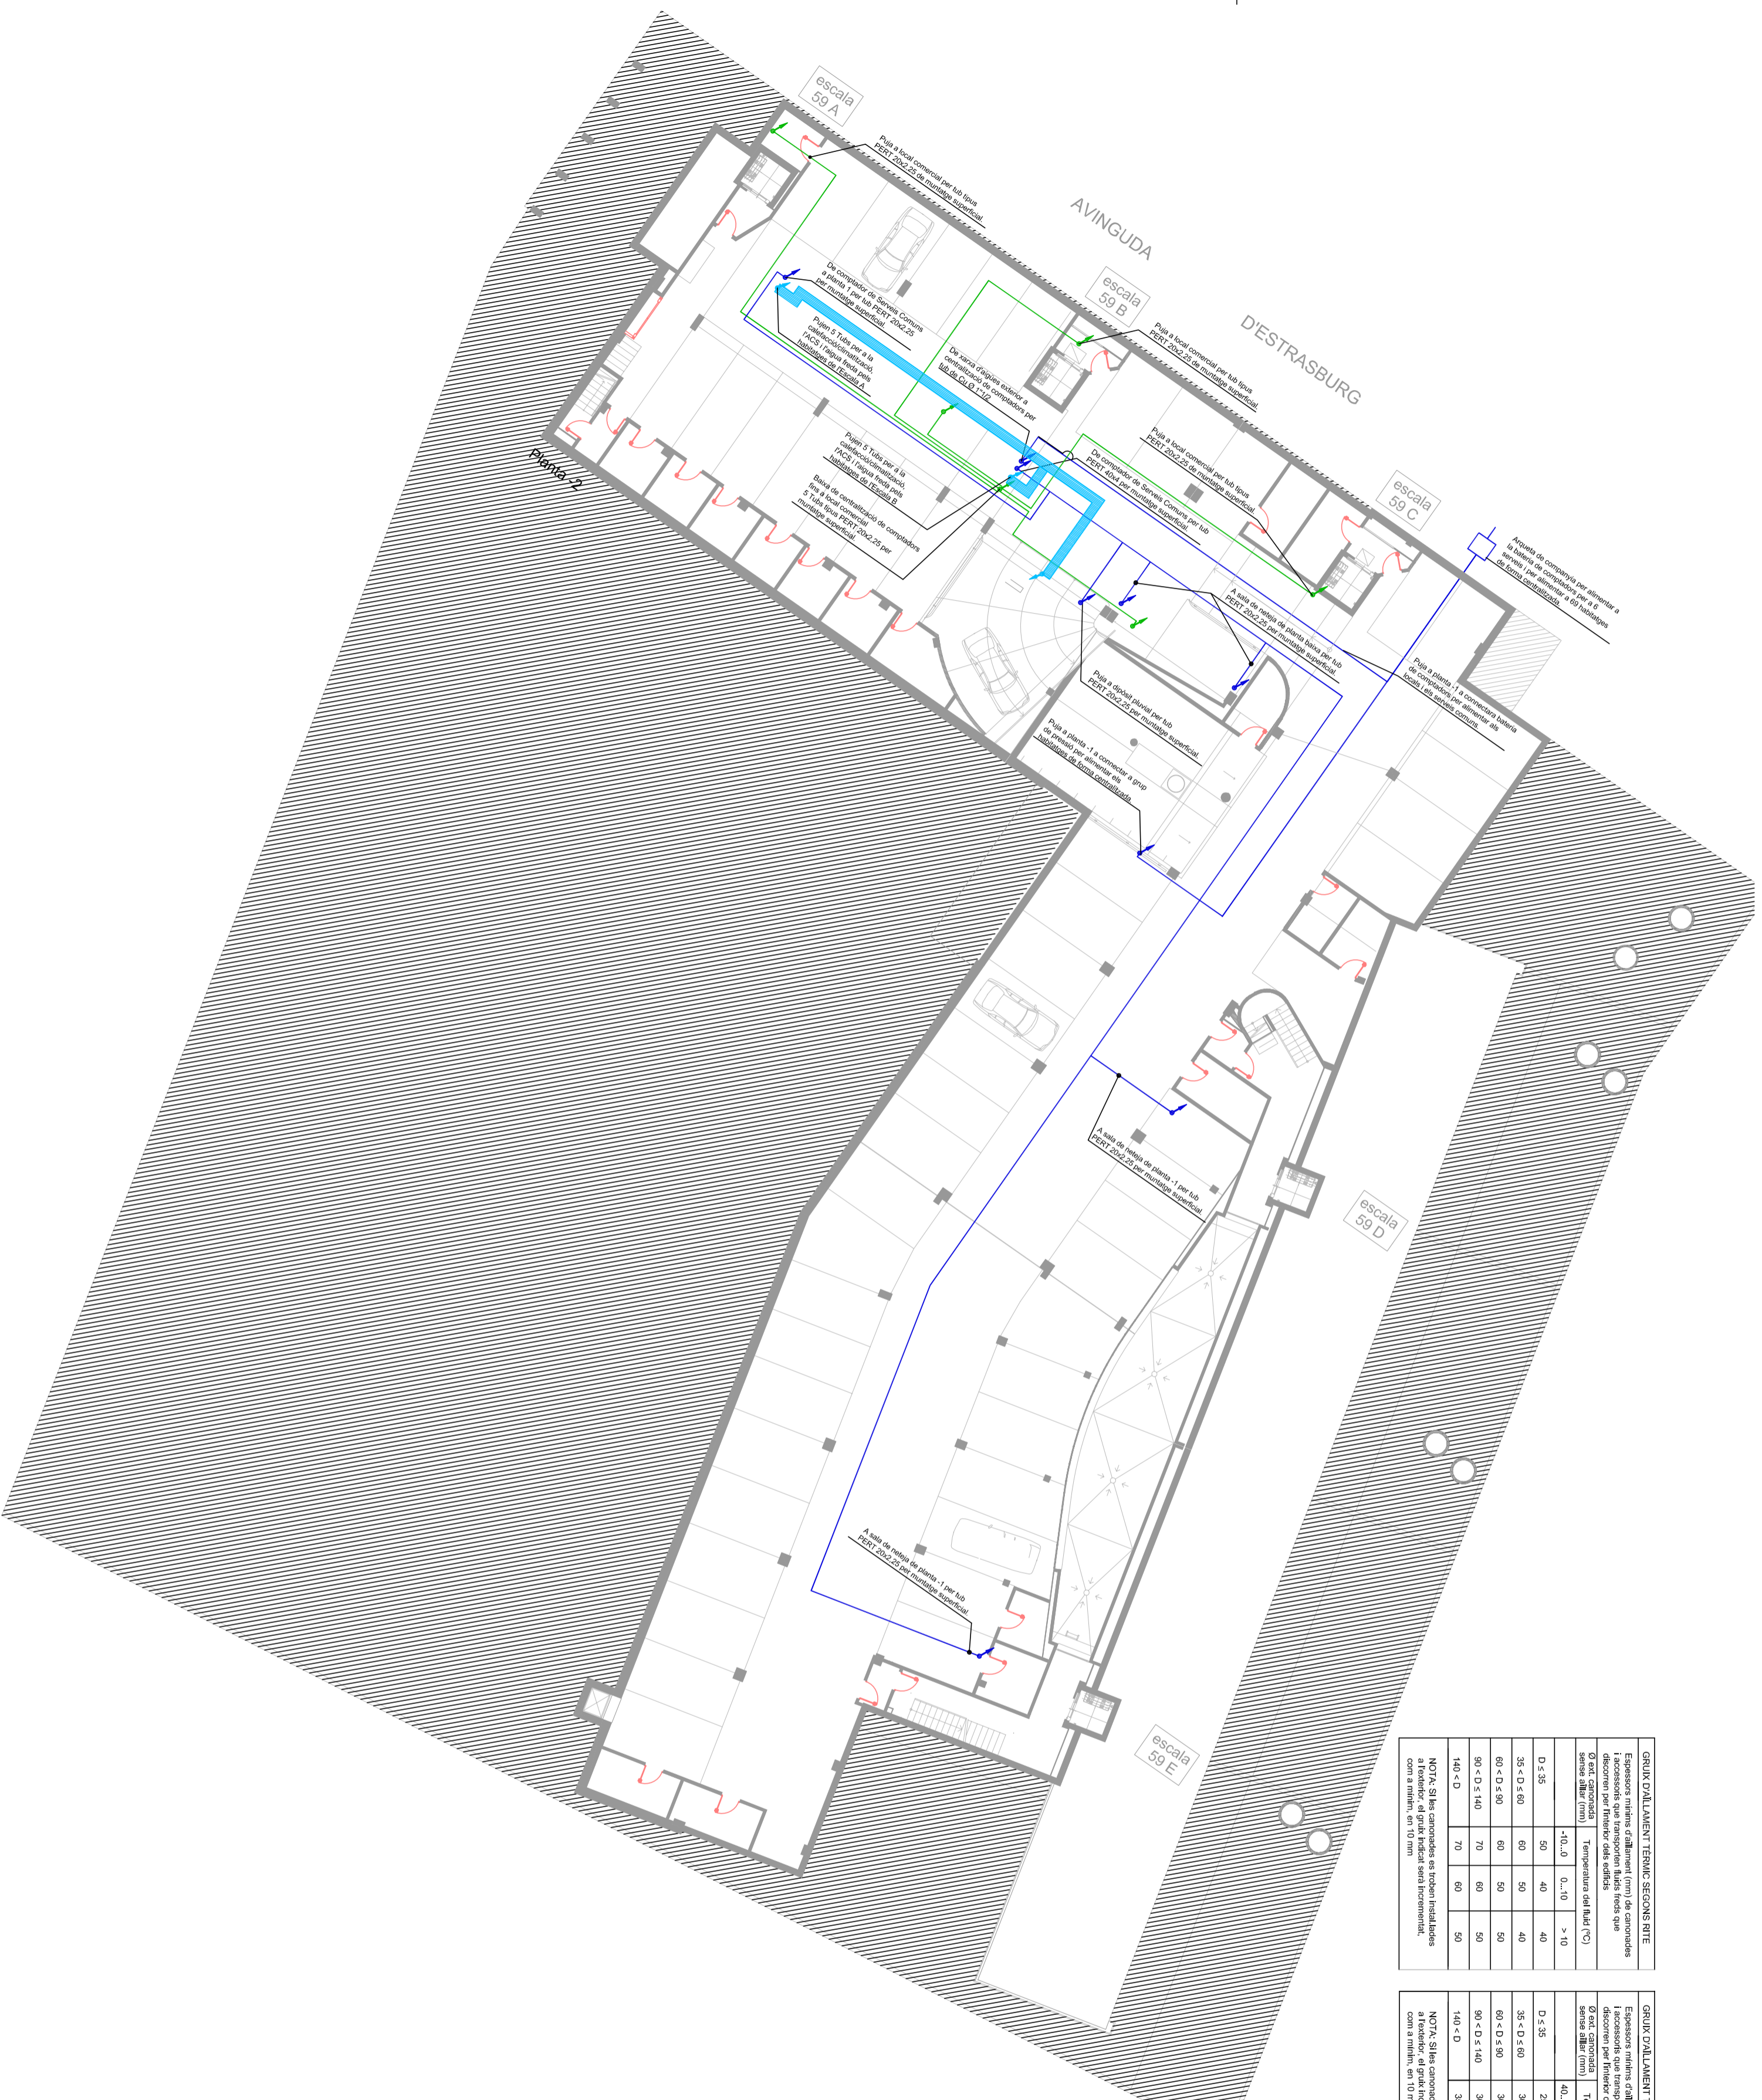 escala
59 A
Puja a local comercial per tub tipus
PERT 20x2,25 de muntatge superficial.
AVINGUDA
D'ESTRASBURG
escala
59 B
De comptador de Serveis Comuns
a planta 1 per tub PERT 20x2,25
per muntatge superficial.
Pujen 5 Tubs per a la
calefacció/climatització,
l'ACS i l'aigua freda pels
habitatges de l'Escala A
De xarxa d'aigües exterior a
centralització de comptadors per
tub de Cu Ø 1"1/2
Puja a local comercial per tub tipus
PERT 20x2,25 de muntatge superficial.
Puja a local comercial per tub tipus
PERT 20x2,25 de muntatge superficial.
Planta -2
Pujen 5 Tubs per a la
calefacció/climatització,
l'ACS i l'aigua freda pels
habitatges de l'Escala B
Baixa de centralització de comptadors
fins a local comercial
5 Tubs tipus PERT 20x2,25 per
muntatge superficial.
De comptador de Serveis Comuns per tub
PERT 40x4 per muntatge superficial.
escala
59 C
Arqueta de companyia per alimentar a
la bateria de comptadors per a 6
serveis i per alimentar a 69 habitatges
de forma centralitzada.
A sala de neteja de planta baixa per tub
PERT 20x2,25 per muntatge superficial.
Puja a planta -1 a connectara bateria
de comptadors per alimentar als
locals i els serveis comuns.
Puja a dipòsit pluvial per tub
PERT 20x2,25 per muntatge superficial.
Puja a planta -1 a connectar a grup
de pressió per alimentar els
habitatges de forma centralitzada.
A sala de neteja de planta -1 per tub
PERT 20x2,25 per muntatge superficial.
escala
59 D
A sala de neteja de planta -1 per tub
PERT 20x2,25 per muntatge superficial.
escala
59 E
GRUIX D'AÏLLAMENT TÈRMIC SEGONS RITE
Espessors mínims d'aïllament (mm) de canonades
i accessoris que transporten fluids freds que
discorren per l'interior dels edificis
Ø ext. canonada
sense aïllar (mm)
Temperatura del fluid (ºC)
-10...0 0...10 > 10
D ≤ 35 50 40 40
35 < D ≤ 60 60 50 40
60 < D ≤ 90 60 50 50
90 < D ≤ 140 70 60 50
140 < D 70 60 50
NOTA: Si les canonades es troben instal.lades
a l'exterior, el gruix indicat serà incrementat,
com a mínim, en 10 mm
GRUIX D'AÏLLAMENT
Espessors mínims
i accessoris que
discorren per l'interior
Ø ext. canonada
sense aïllar (mm)
40...
D ≤ 35
35 < D ≤ 60
60 < D ≤ 90
90 < D ≤ 140
140 < D
NOTA: Si les
a l'exterior, el gruix
com a mínim, en 10